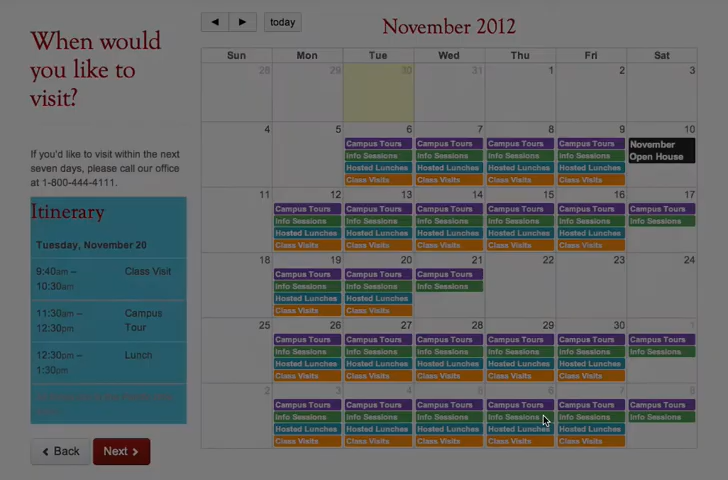 When would
you like to
visit?
If you'd like to visit within the next
seven days, please call our office
at 1-800-444-4111.
Itinerary
Tuesday, November 20
9:40am – Class Visit
10:30am
11:30am – Campus
12:30pm Tour
12:30pm – Lunch
1:30pm
Back Next
today
November 2012
Sun Mon Tue Wed Thu Fri Sat
28 29 30 31 1 2 3
4 5 6 7 8 9 10
Campus Tours Campus Tours Campus Tours Campus Tours November
Info Sessions Info Sessions Info Sessions Info Sessions Open House
Hosted Lunches Hosted Lunches Hosted Lunches Hosted Lunches
Class Visits Class Visits Class Visits Class Visits
11 12 13 14 15 16 17
Campus Tours Campus Tours Campus Tours Campus Tours Campus Tours Campus Tours
Info Sessions Info Sessions Info Sessions Info Sessions Info Sessions Info Sessions
Hosted Lunches Hosted Lunches Hosted Lunches Hosted Lunches Hosted Lunches
Class Visits Class Visits Class Visits Class Visits Class Visits
18 19 20 21 22 23 24
Campus Tours Campus Tours Campus Tours
Info Sessions Info Sessions Info Sessions
Hosted Lunches Hosted Lunches
Class Visits Class Visits
25 26 27 28 29 30 1
Campus Tours Campus Tours Campus Tours Campus Tours Campus Tours Campus Tours
Info Sessions Info Sessions Info Sessions Info Sessions Info Sessions Info Sessions
Hosted Lunches Hosted Lunches Hosted Lunches Hosted Lunches Hosted Lunches
Class Visits Class Visits Class Visits Class Visits Class Visits
2 3 4 5 6 7 8
Campus Tours Campus Tours Campus Tours Campus Tours Campus Tours Campus Tours
Info Sessions Info Sessions Info Sessions Info Sessions Info Sessions Info Sessions
Hosted Lunches Hosted Lunches Hosted Lunches Hosted Lunches Hosted Lunches
Class Visits Class Visits Class Visits Class Visits Class Visits